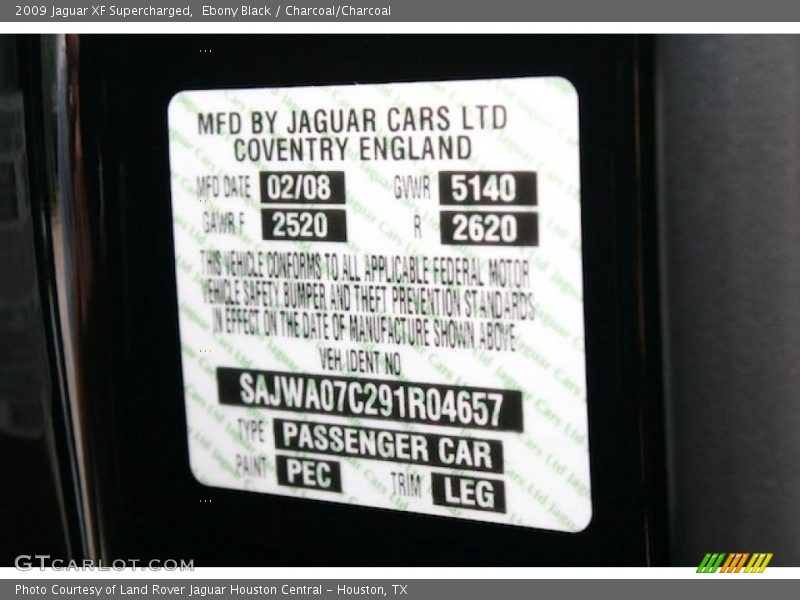 2009 Jaguar XF Supercharged, Ebony Black / Charcoal/Charcoal
MFD BY JAGUAR CARS LTD
COVENTRY ENGLAND
MFD DATE 02/08 GVWR 5140
GAWR F 2520 R 2620
THIS VEHICLE CONFORMS TO ALL APPLICABLE FEDERAL MOTOR
VEHICLE SAFETY BUMPER AND THEFT PREVENTION STANDARDS
IN EFFECT ON THE DATE OF MANUFACTURE SHOWN ABOVE
VEH IDENT NO
SAJWA07C291R04657
TYPE PASSENGER CAR
PAINT PEC TRIM LEG
GTCARLOT.COM
Photo Courtesy of Land Rover Jaguar Houston Central - Houston, TX